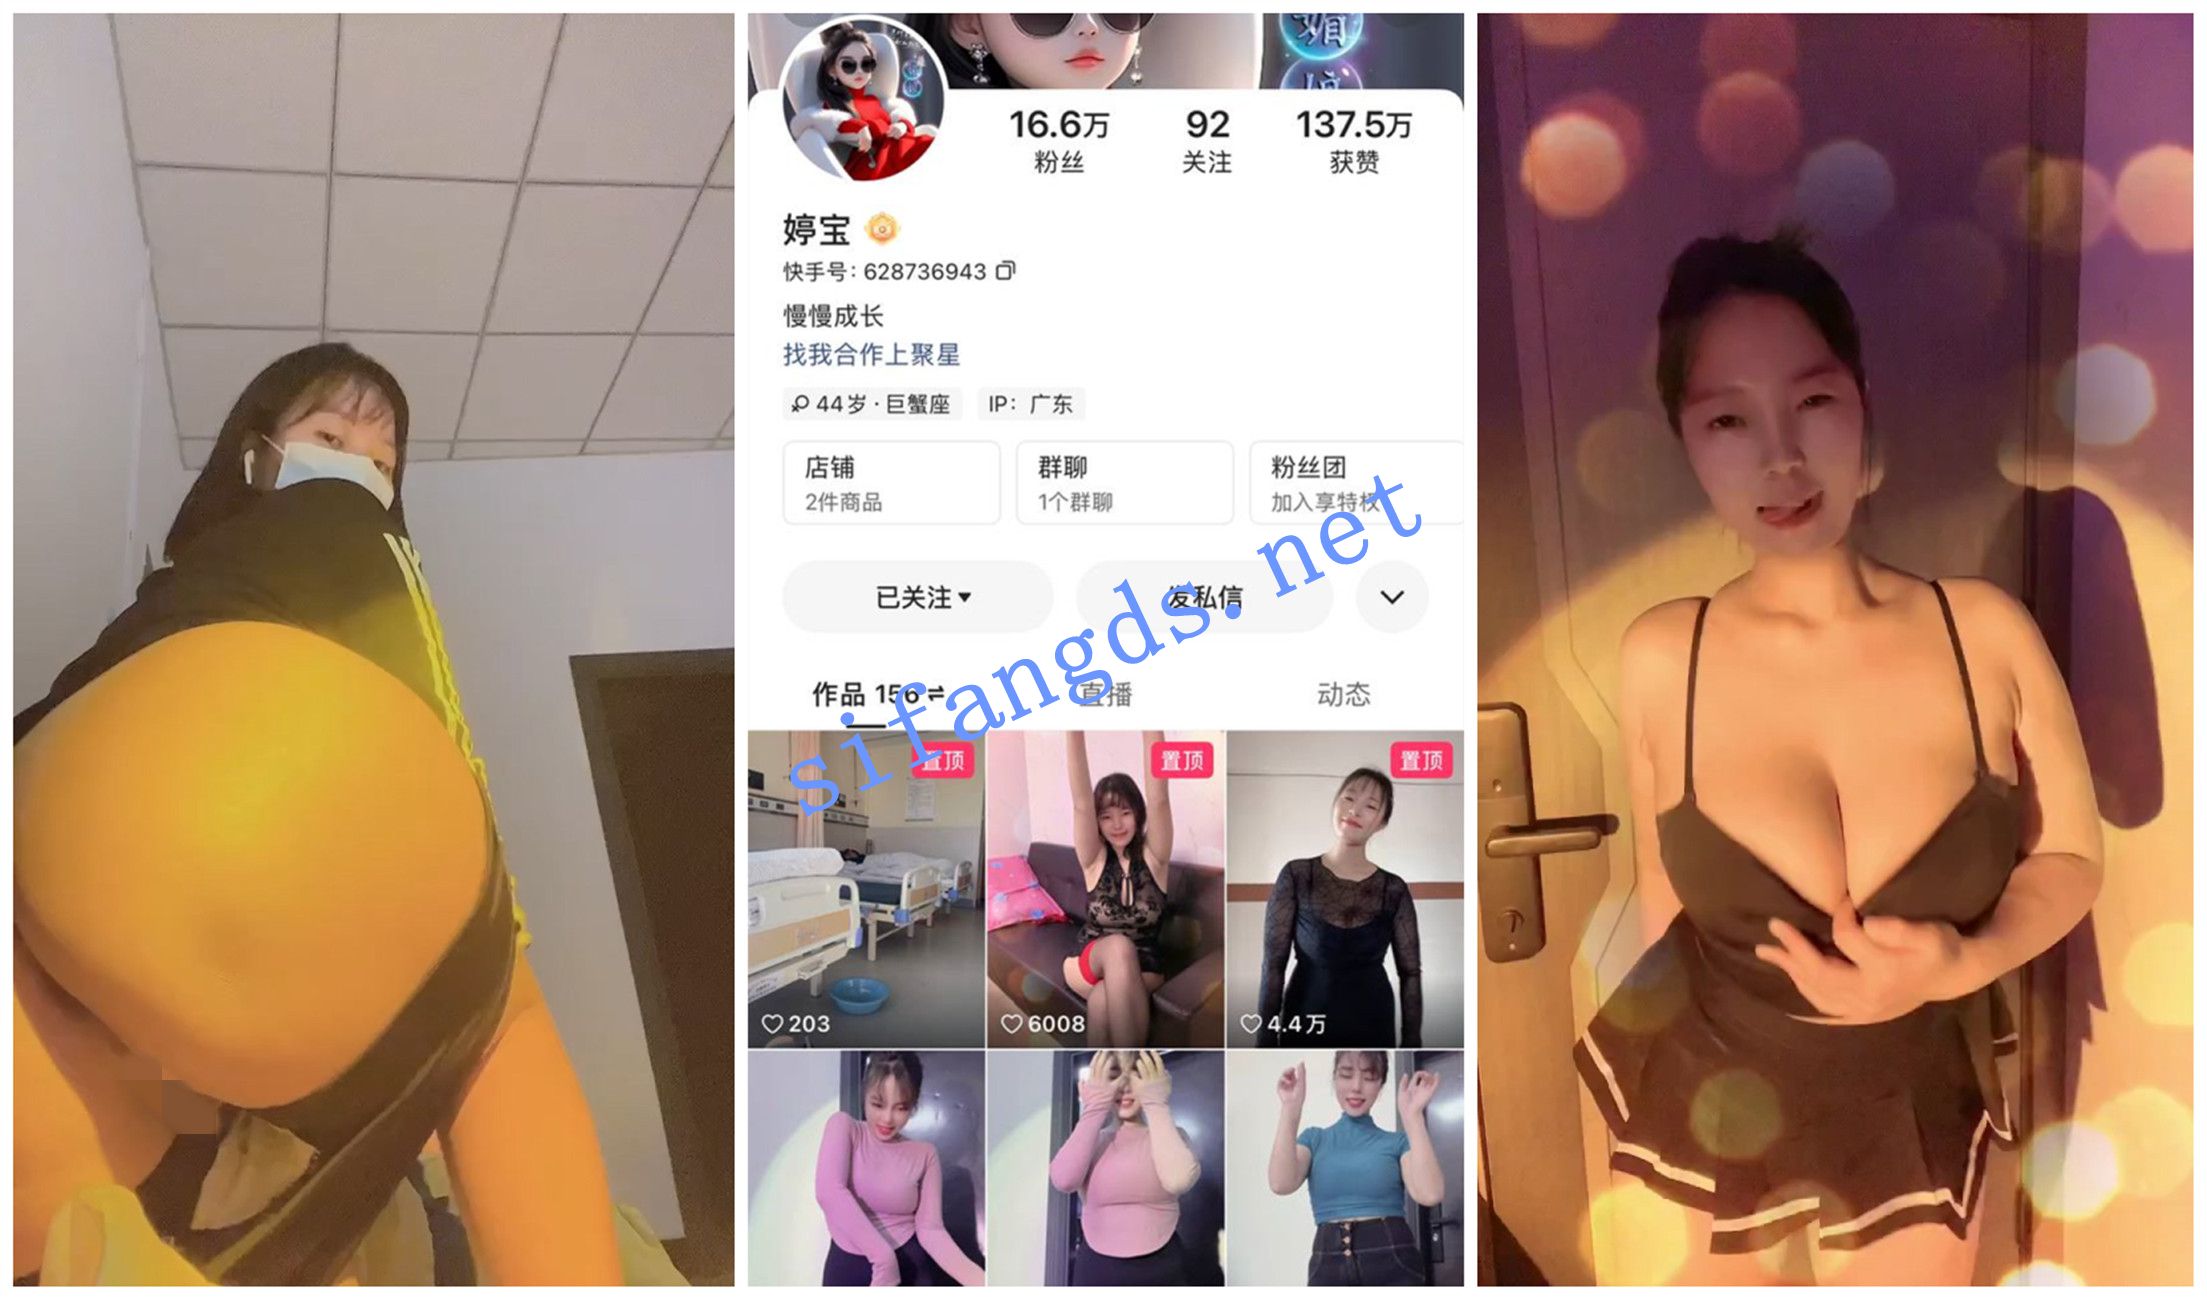 媚
16.6万
92
137.5万
粉丝
关注
获赞
婷宝
快手号: 628736943
慢慢成长
找我合作上聚星
44岁·巨蟹座
IP: 广东
店铺
群聊
粉丝团
2件商品
1个群聊
加入享特权
已关注
发私信
作品 156
直播
动态
sifangds.net
置顶
置顶
置顶
203
6008
4.4万